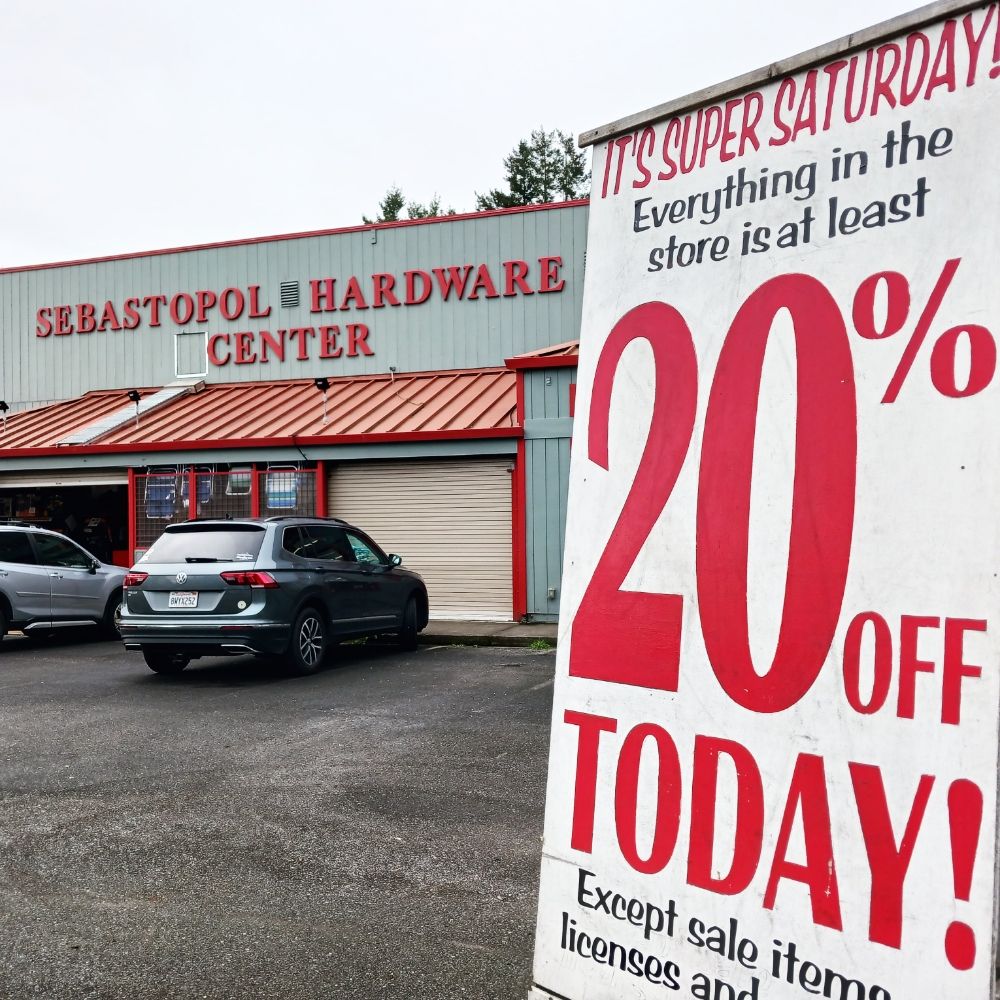 SEBASTOPOL HARDWARE
CENTER
IT'S SUPER SATURDAY!
Everything in the
store is at least
20%
OFF
TODAY!
Except sale items
licenses and
8WYX252